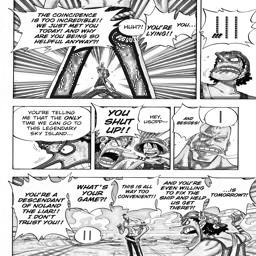 !!!
YOU...
YOU'RE
LYING!!
HUH?!
THE
COINCIDENCE
IS TOO
INCREDIBLE!!
WE JUST MET
YOU TODAY! AND
WHY ARE YOU
BEING SO
HELPFUL
ANYWAY?!
!
AND
BESIDES!
HEY,
USOPP--
YOU
SHUT
UP!!
YOU'RE TELLING
ME THAT THE ONLY
TIME WE CAN GO TO
THIS LEGENDARY
SKY ISLAND...
...IS
TOMORROW?!
AND YOU'RE
EVEN WILLING
TO FIX THE
SHIP AND HELP
US GET
THERE?!
THIS IS ALL
WAY TOO
CONVENIENT!!
WHAT'S
YOUR
GAME?!
YOU'RE A
DESCENDANT
OF NOLAND
THE LIAR!!
I DON'T
TRUST YOU!!
!!